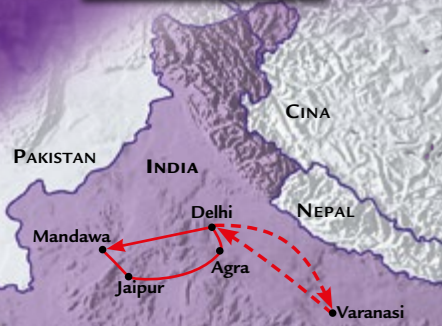 CINA
PAKISTAN
INDIA
NEPAL
Delhi
Mandawa
Agra
Jaipur
Varanasi